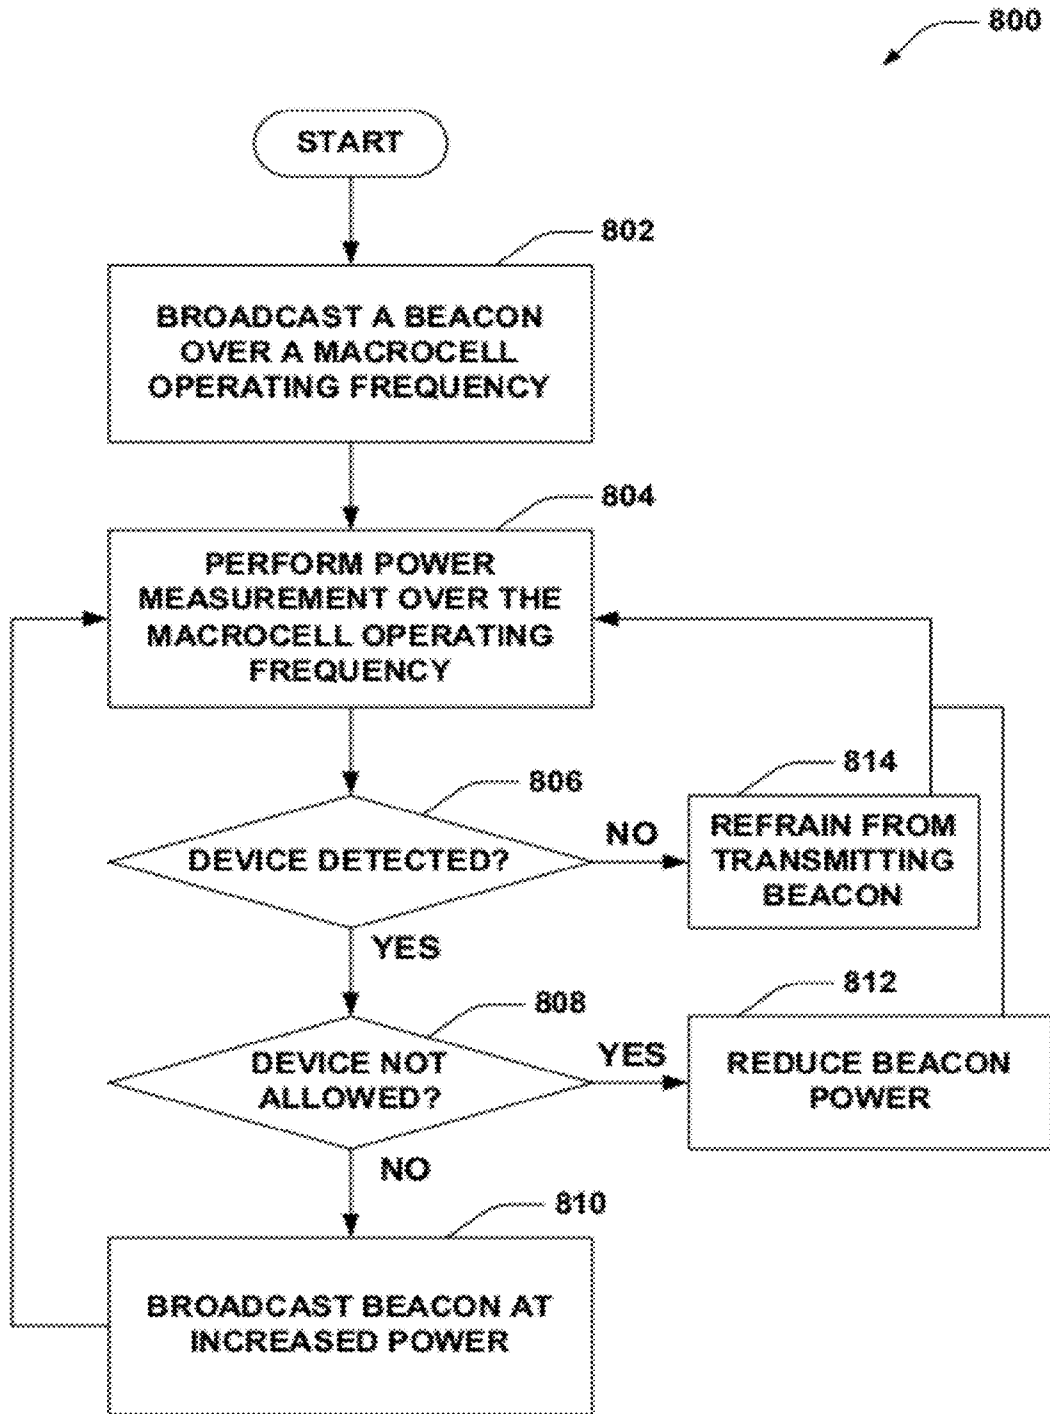 800
START
802
BROADCAST A BEACON
OVER A MACROCELL
OPERATING FREQUENCY
804
PERFORM POWER
MEASUREMENT OVER THE
MACROCELL OPERATING
FREQUENCY
806
DEVICE DETECTED?
NO
814
REFRAIN FROM
TRANSMITTING
BEACON
YES
808
DEVICE NOT
ALLOWED?
YES
812
REDUCE BEACON
POWER
NO
810
BROADCAST BEACON AT
INCREASED POWER